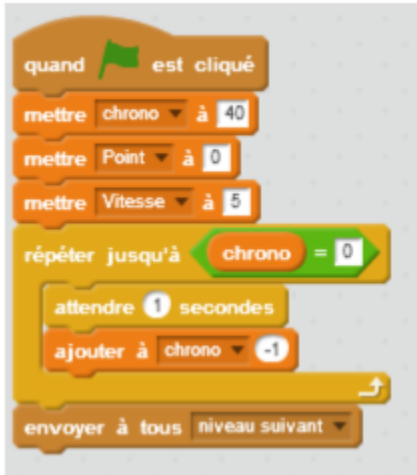 quand est cliqué
mettre chrono à 40
mettre Point à 0
mettre Vitesse à 5
répéter jusqu'à chrono = 0
attendre 1 secondes
ajouter à chrono -1
envoyer à tous niveau suivant